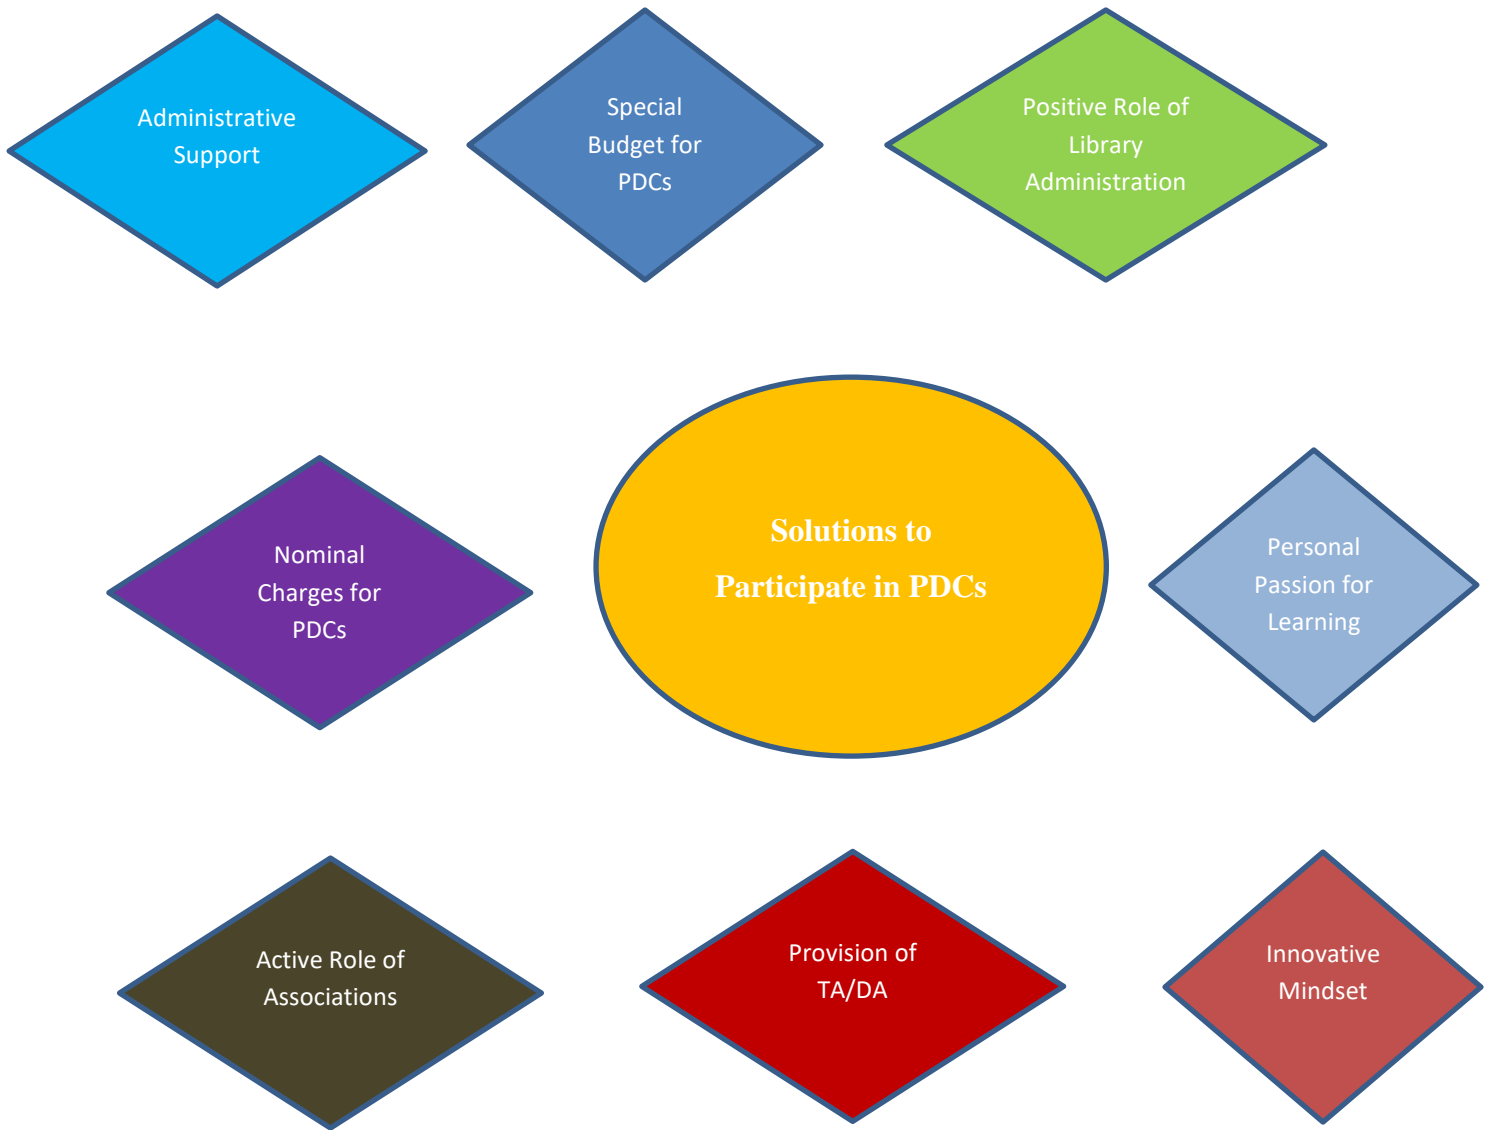 Administrative
Support
Special
Budget for
PDCs
Positive Role of
Library
Administration
Nominal
Charges for
PDCs
Solutions to
Participate in PDCs
Personal
Passion for
Learning
Active Role of
Associations
Provision of
TA/DA
Innovative
Mindset